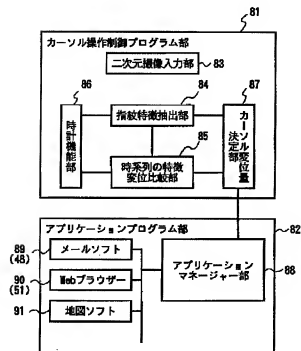 81
カーソル操作制御プログラム部
二次元撮像入力部
83
86
84
87
時計機能部
指紋特徴抽出部
85
時系列の特徴
変位比較部
カーソル変位量
決定部
アプリケーションプログラム部
82
89
(48)
メールソフト
90
(51)
Webブラウザー
91
地図ソフト
アプリケーション
マネージャー部
88